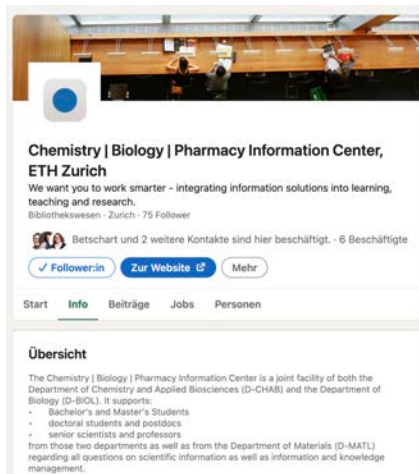 Chemistry | Biology | Pharmacy Information Center,
ETH Zurich
We want you to work smarter - integrating information solutions into learning,
teaching and research.
Bibliothekswesen · Zurich · 75 Follower
Betschart und 2 weitere Kontakte sind hier beschäftigt. · 6 Beschäftigte
✓ Follower:in Zur Website Mehr
Start Info Beiträge Jobs Personen
Übersicht
The Chemistry | Biology | Pharmacy Information Center is a joint facility of both the
Department of Chemistry and Applied Biosciences (D-CHAB) and the Department of
Biology (D-BIOL). It supports:
- Bachelor's and Master's Students
- doctoral students and postdocs
- senior scientists and professors
from those two departments as well as from the Department of Materials (D-MATL)
regarding all questions on scientific information as well as information and knowledge
management.